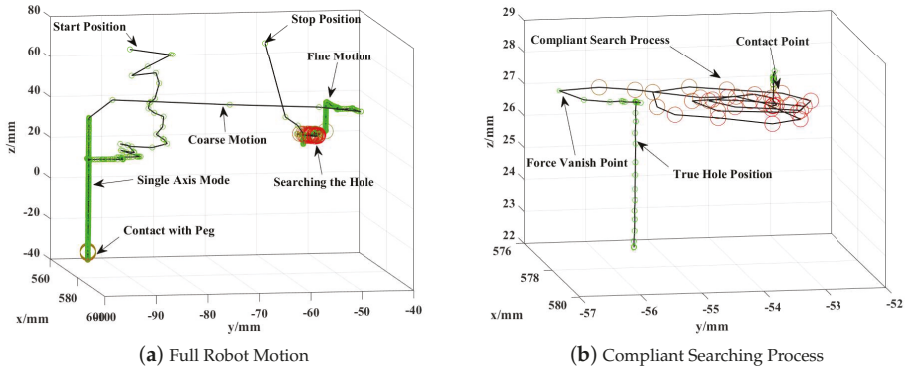 80
60
40
20
0
-20
-40
z/mm
560
580
600
x/mm
-100
-90
-80
-70
-60
-50
-40
y/mm
Start Position
Stop Position
Fine Motion
Coarse Motion
Searching the Hole
Single Axis Mode
Contact with Peg
(a) Full Robot Motion
29
28
27
26
25
24
23
22
z/mm
576
578
580
x/mm
-57
-56
-55
-54
-53
-52
y/mm
Compliant Search Process
Contact Point
Force Vanish Point
True Hole Position
(b) Compliant Searching Process